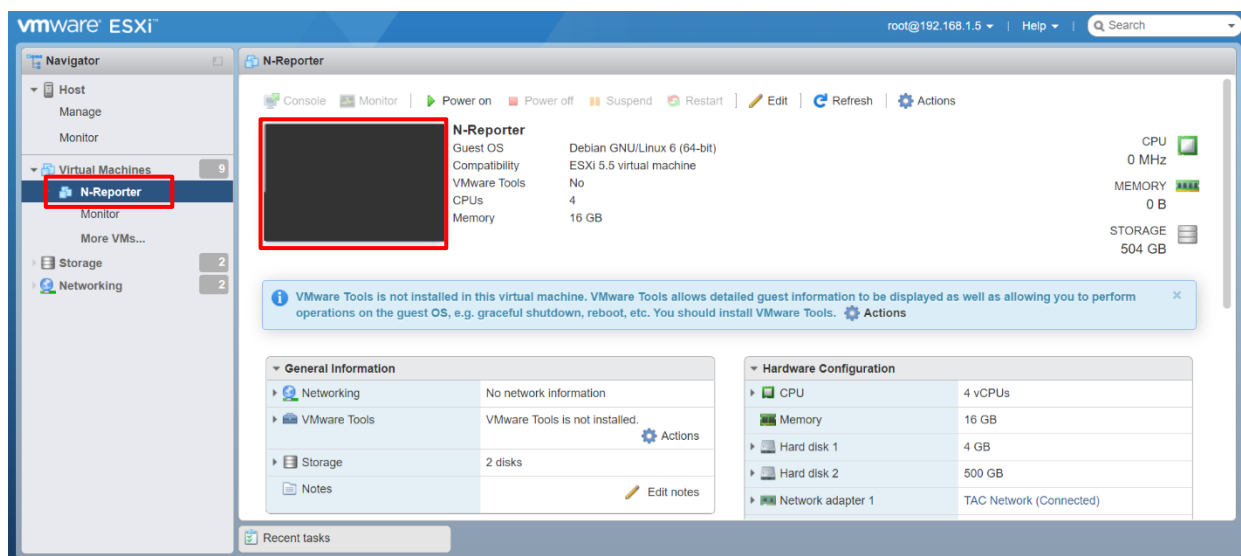 vmware ESXi™
root@192.168.1.5 | Help | Search
Navigator
Host
Manage
Monitor
Virtual Machines 9
N-Reporter
Monitor
More VMs...
Storage 2
Networking 2
N-Reporter
Console Monitor | Power on Power off Suspend Restart | Edit | Refresh | Actions
N-Reporter
Guest OS Debian GNU/Linux 6 (64-bit)
Compatibility ESXi 5.5 virtual machine
VMware Tools No
CPUs 4
Memory 16 GB
CPU
0 MHz
MEMORY
0 B
STORAGE
504 GB
VMware Tools is not installed in this virtual machine. VMware Tools allows detailed guest information to be displayed as well as allowing you to perform
operations on the guest OS, e.g. graceful shutdown, reboot, etc. You should install VMware Tools. Actions
General Information
Networking No network information
VMware Tools VMware Tools is not installed.
Actions
Storage 2 disks
Notes Edit notes
Hardware Configuration
CPU 4 vCPUs
Memory 16 GB
Hard disk 1 4 GB
Hard disk 2 500 GB
Network adapter 1 TAC Network (Connected)
Recent tasks